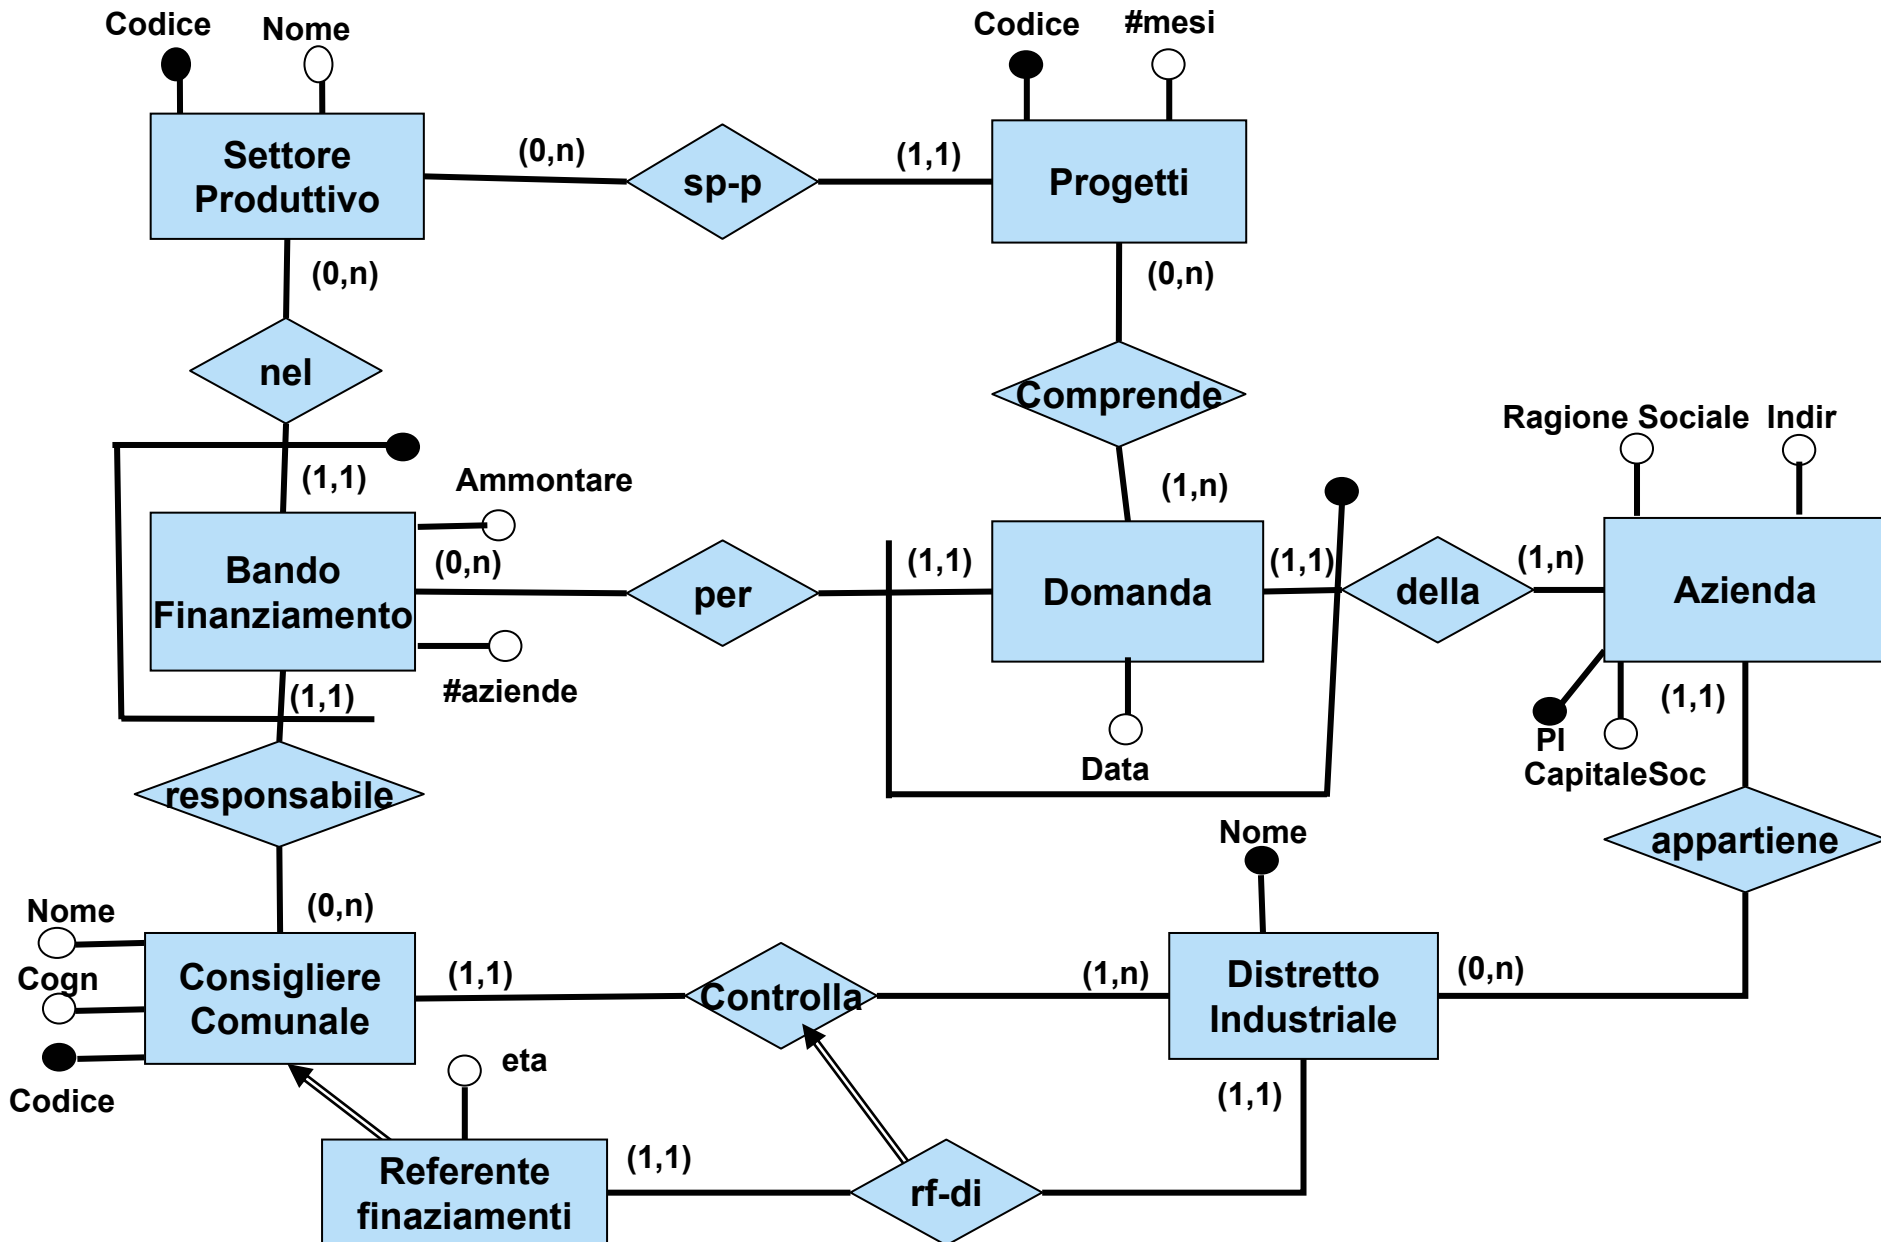 Codice
Nome
Codice
#mesi
Settore
Produttivo
(0,n)
sp-p
(1,1)
Progetti
(0,n)
(0,n)
nel
Comprende
Ragione Sociale
Indir
(1,1)
Ammontare
(1,n)
Bando
Finanziamento
(0,n)
per
(1,1)
Domanda
(1,1)
della
(1,n)
Azienda
(1,1)
#aziende
Data
(1,1)
PI
CapitaleSoc
responsabile
Nome
appartiene
Nome
(0,n)
Cogn
Consigliere
Comunale
(1,1)
Controlla
(1,n)
Distretto
Industriale
(0,n)
Codice
eta
(1,1)
Referente
finaziamenti
(1,1)
rf-di